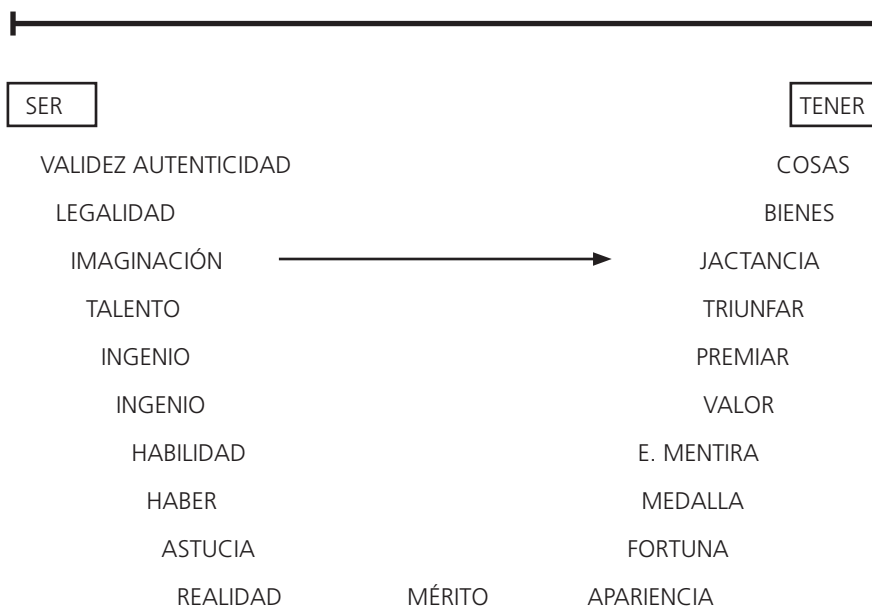 SER TENER
VALIDEZ AUTENTICIDAD COSAS
LEGALIDAD BIENES
IMAGINACIÓN JACTANCIA
TALENTO TRIUNFAR
INGENIO PREMIAR
INGENIO VALOR
HABILIDAD E. MENTIRA
HABER MEDALLA
ASTUCIA FORTUNA
REALIDAD MÉRITO APARIENCIA